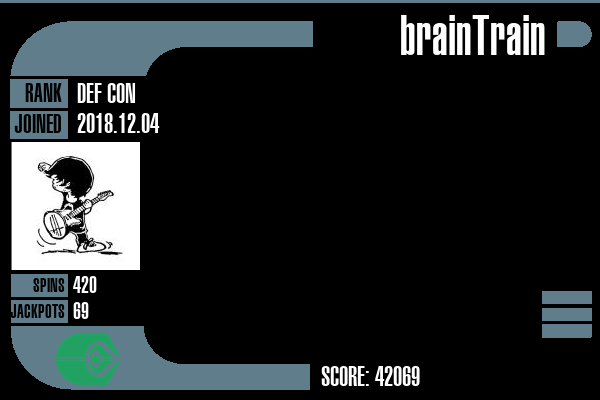 brainTrain
RANK DEF CON
JOINED 2018.12.04
SPINS 420
JACKPOTS 69
SCORE: 42069